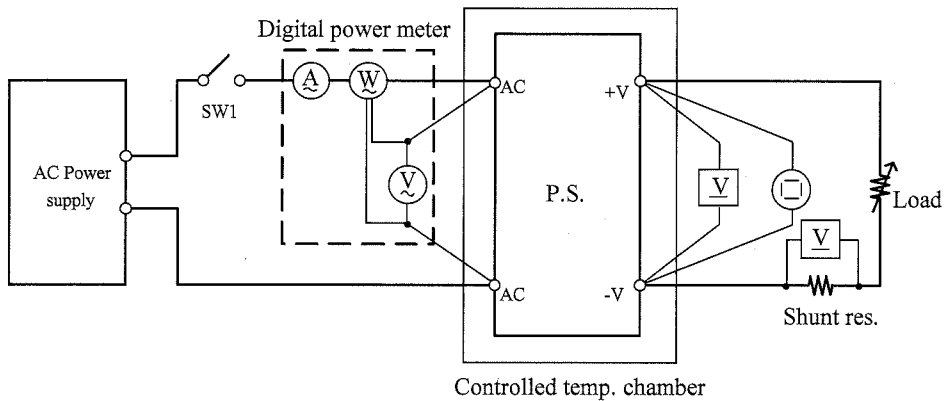 Digital power meter
A
W
AC
+V
SW1
AC Power
supply
V
P.S.
V
Load
V
AC
-V
Shunt res.
Controlled temp. chamber